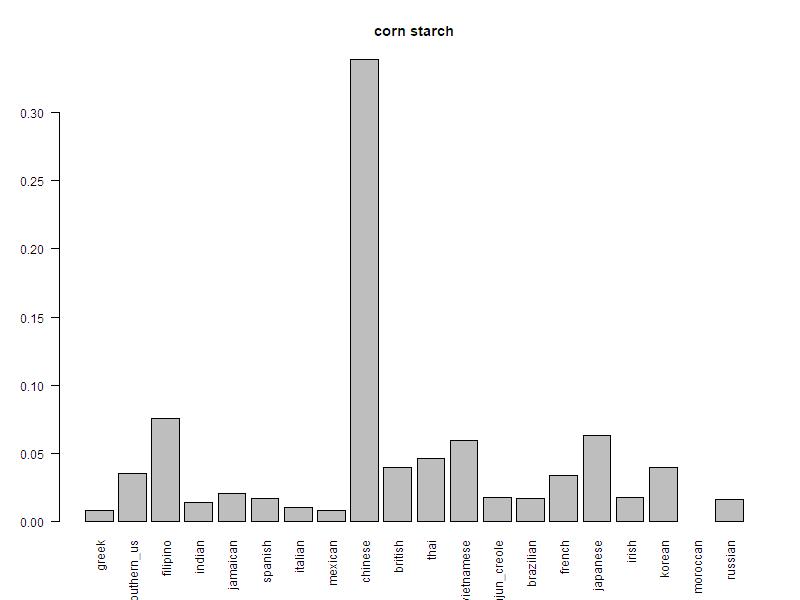 corn starch
0.30
0.25
0.20
0.15
0.10
0.05
0.00
greek
outhern_us
filipino
indian
jamaican
spanish
italian
mexican
chinese
british
thai
vietnamese
jun_creole
brazilian
french
japanese
irish
korean
moroccan
russian